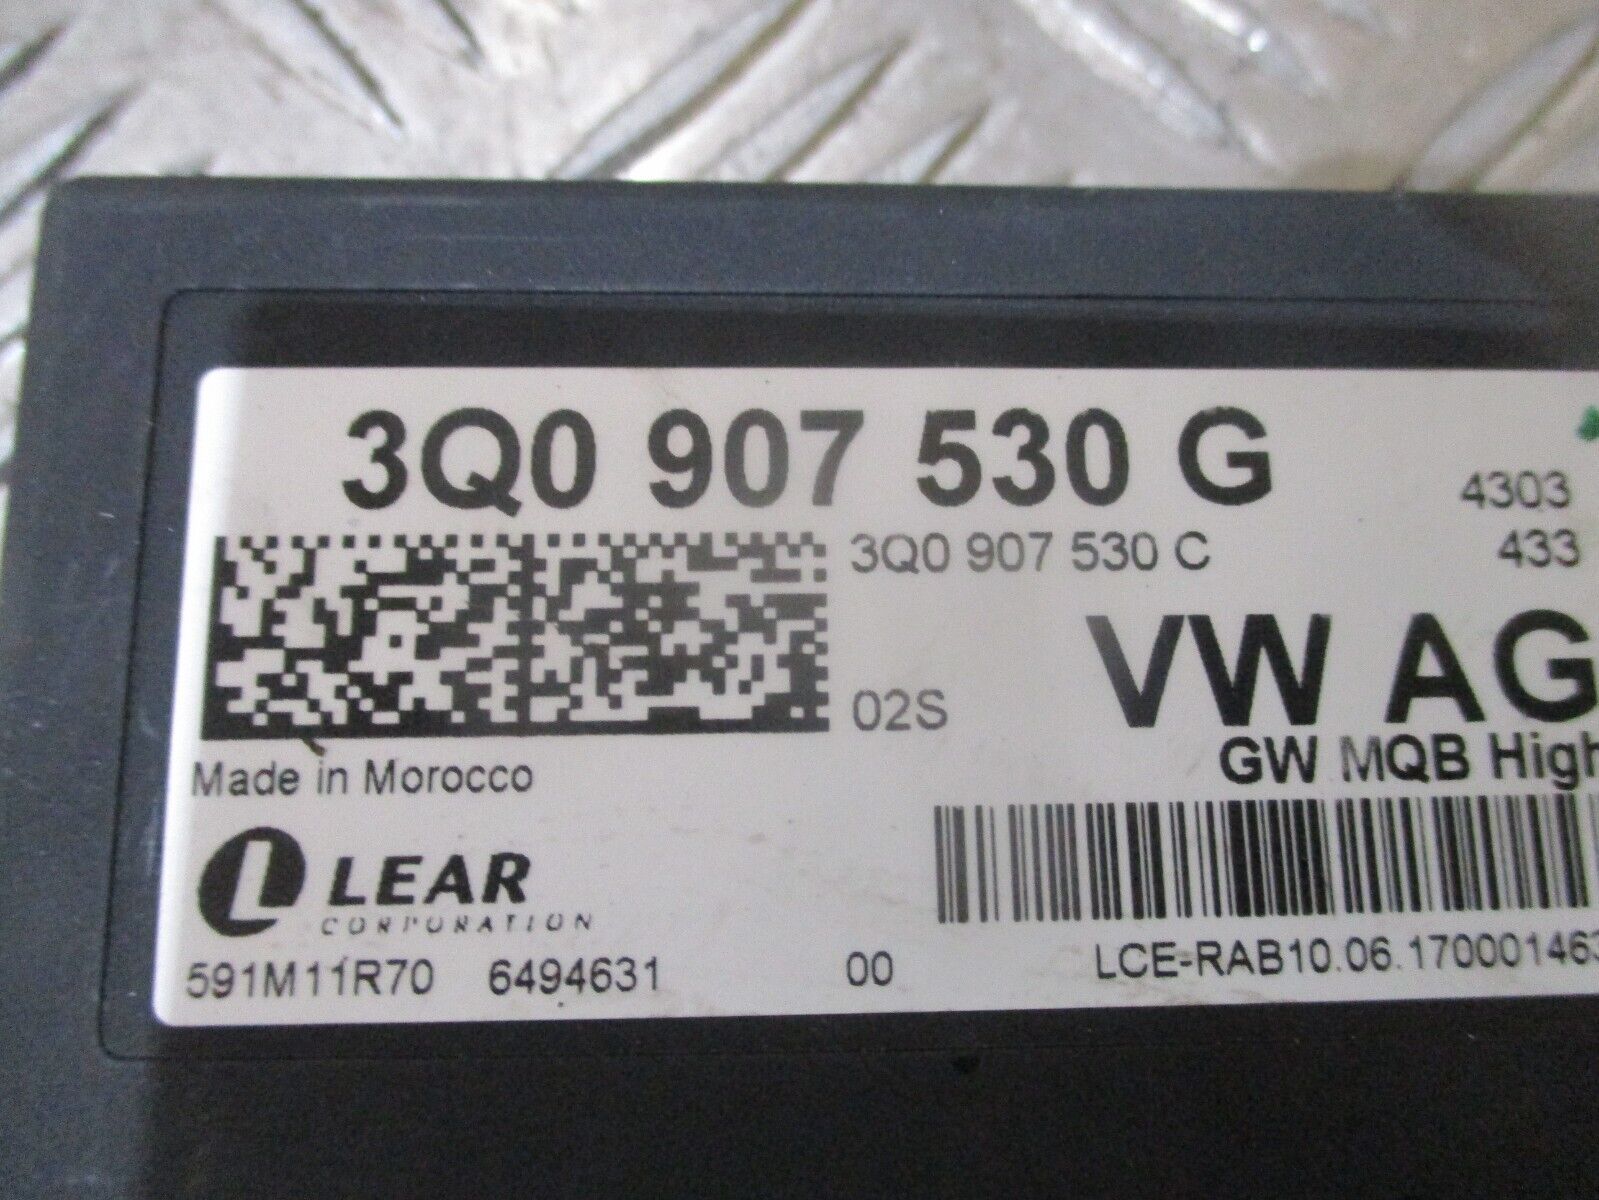 3Q0 907 530 G
4303
3Q0 907 530 C
433
02S
VW AG
GW MQB High
Made in Morocco
LEAR
CORPORATION
591M11R70 6494631 00 LCE-RAB10.06.170001463